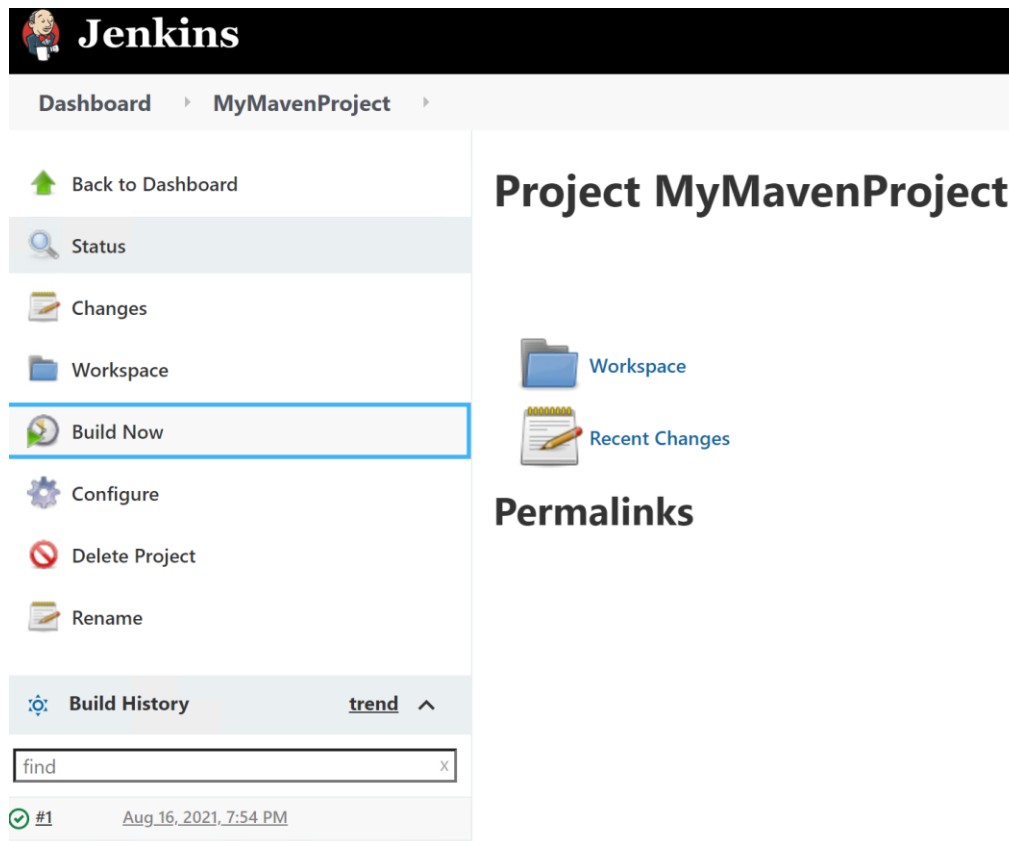 Jenkins
Dashboard MyMavenProject
Back to Dashboard
Status
Changes
Workspace
Build Now
Configure
Delete Project
Rename
Build History trend
find x
#1 Aug 16, 2021, 7:54 PM
Project MyMavenProject
Workspace
Recent Changes
Permalinks